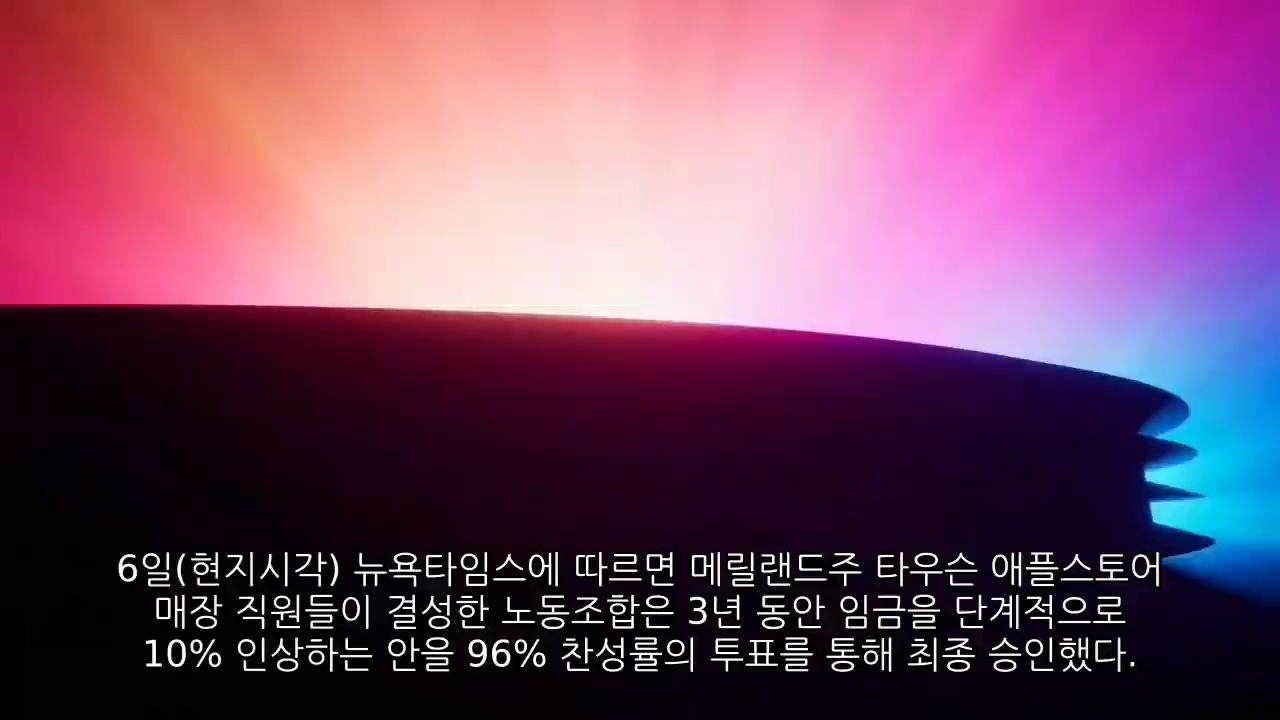 6일(현지시각) 뉴욕타임스에 따르면 메릴랜드주 타우슨 애플스토어
매장 직원들이 결성한 노동조합은 3년 동안 임금을 단계적으로
10% 인상하는 안을 96% 찬성률의 투표를 통해 최종 승인했다.